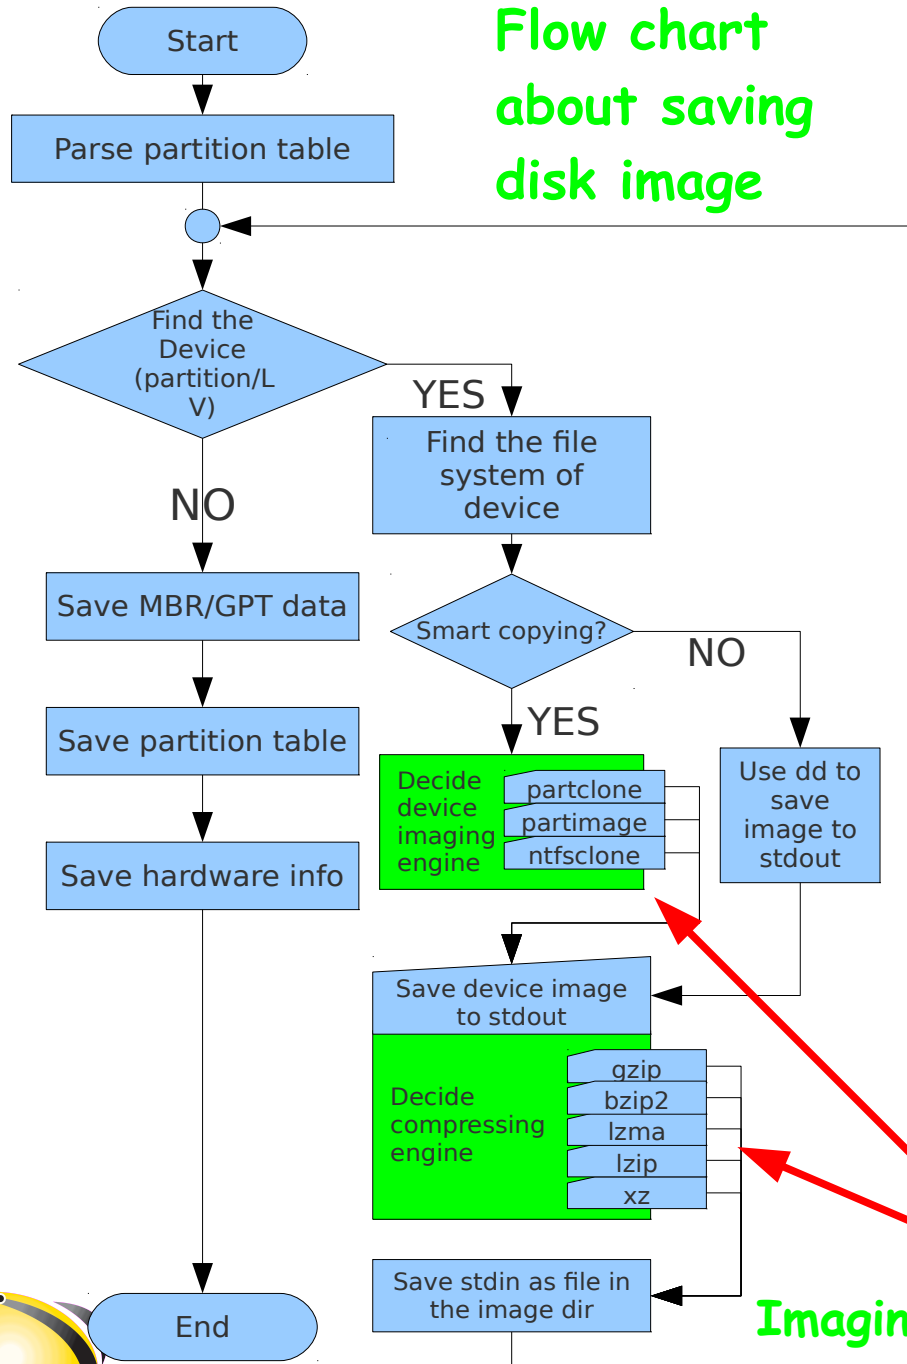 Flow chart
about saving
disk image
Start
Parse partition table
Find the
Device
(partition/L
V)
YES
Find the file
system of
device
NO
Save MBR/GPT data
Smart copying?
NO
YES
Save partition table
Decide
device
imaging
engine
partclone
partimage
ntfsclone
Use dd to
save
image to
stdout
Save hardware info
Save device image
to stdout
Decide
compressing
engine
gzip
bzip2
lzma
lzip
xz
Save stdin as file in
the image dir
End
Imagin